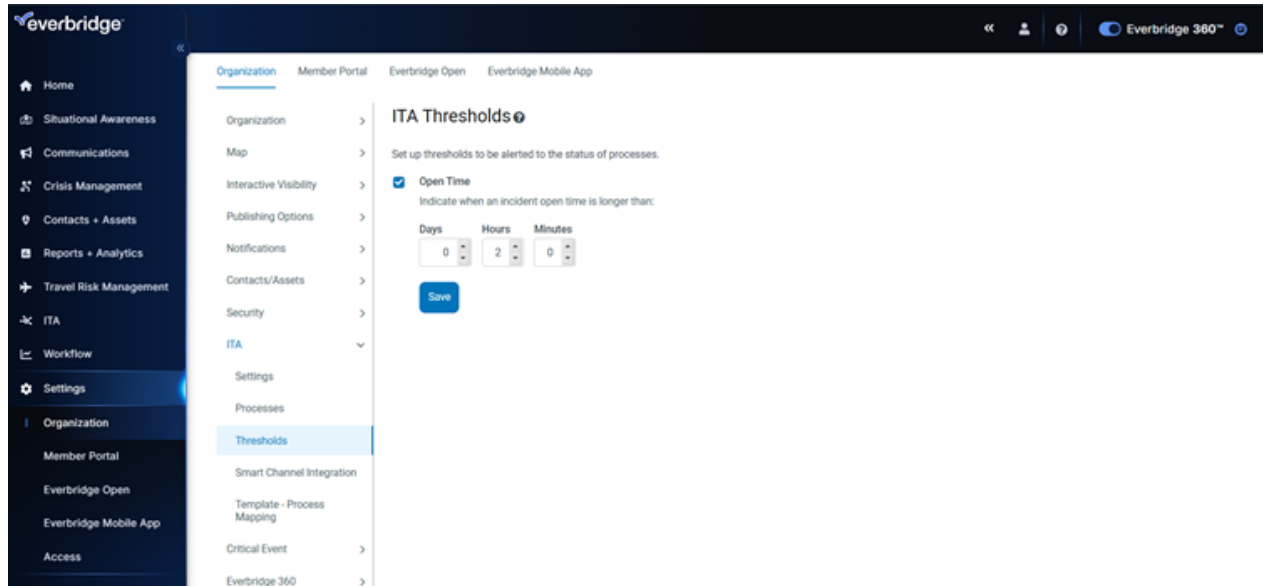 everbridge
Everbridge 360™
Home
Situational Awareness
Communications
Crisis Management
Contacts + Assets
Reports + Analytics
Travel Risk Management
ITA
Workflow
Settings
Organization
Member Portal
Everbridge Open
Everbridge Mobile App
Access
Organization Member Portal Everbridge Open Everbridge Mobile App
Organization
Map
Interactive Visibility
Publishing Options
Notifications
Contacts/Assets
Security
ITA
Settings
Processes
Thresholds
Smart Channel Integration
Template - Process
Mapping
Critical Event
Everbridge 360
ITA Thresholds
Set up thresholds to be alerted to the status of processes.
Open Time
Indicate when an incident open time is longer than:
Days Hours Minutes
0 2 0
Save